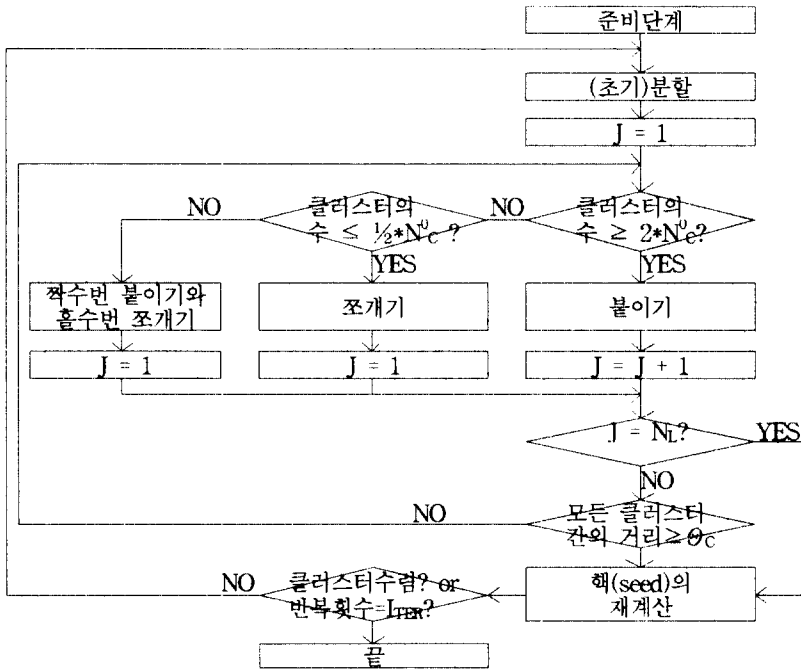 준비단계
(초기)분할
J = 1
NO
클러스터의
수 ≤ ½*N⁰C ?
NO
클러스터의
수 ≥ 2*N⁰C?
YES
YES
짝수번 붙이기와
홀수번 쪼개기
쪼개기
붙이기
J = 1
J = 1
J = J + 1
J = NL?
YES
NO
NO
모든 클러스터
간의 거리≥ΘC
NO
클러스터수렴? or
반복횟수=ITER?
핵(seed)의
재계산
끝